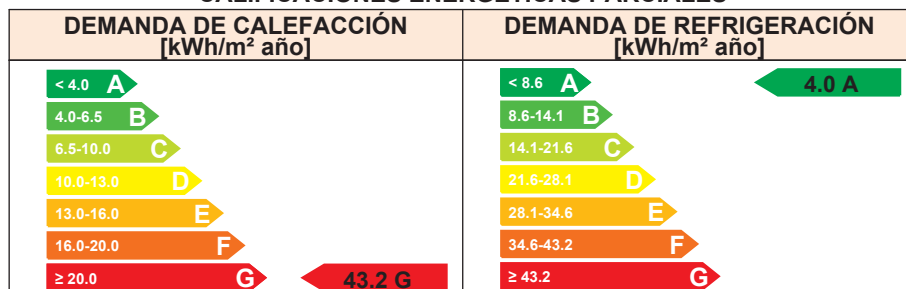 CALIFICACIONES ENERGÉTICAS PARCIALES
DEMANDA DE CALEFACCIÓN
[kWh/m² año]
< 4.0 A
4.0-6.5 B
6.5-10.0 C
10.0-13.0 D
13.0-16.0 E
16.0-20.0 F
≥ 20.0 G
43.2 G
DEMANDA DE REFRIGERACIÓN
[kWh/m² año]
< 8.6 A
4.0 A
8.6-14.1 B
14.1-21.6 C
21.6-28.1 D
28.1-34.6 E
34.6-43.2 F
≥ 43.2 G